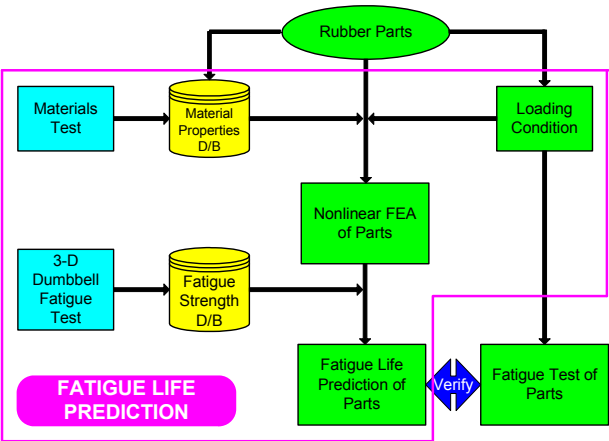 Rubber Parts
Materials
Test
Material
Properties
D/B
Loading
Condition
Nonlinear FEA
of Parts
3-D
Dumbbell
Fatigue
Test
Fatigue
Strength
D/B
FATIGUE LIFE
PREDICTION
Fatigue Life
Prediction of
Parts
Verify
Fatigue Test of
Parts